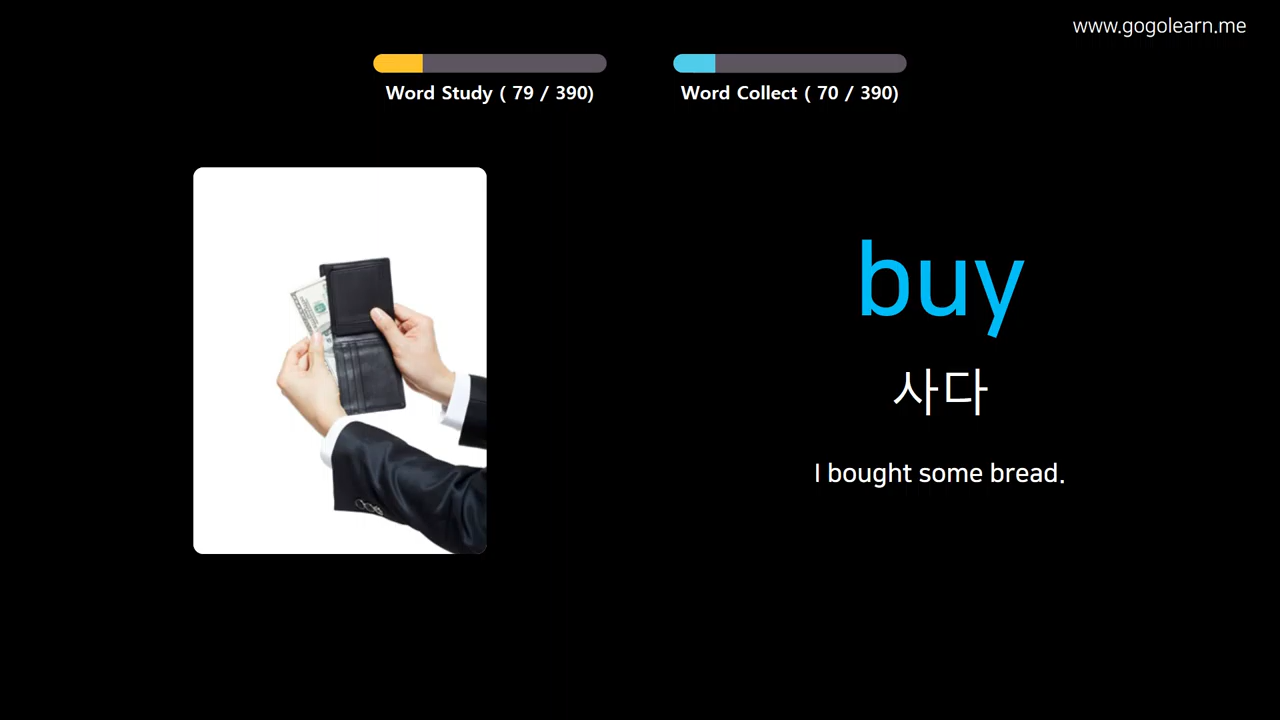 www.gogolearn.me
Word Study ( 79 / 390)
Word Collect ( 70 / 390)
buy
사다
I bought some bread.